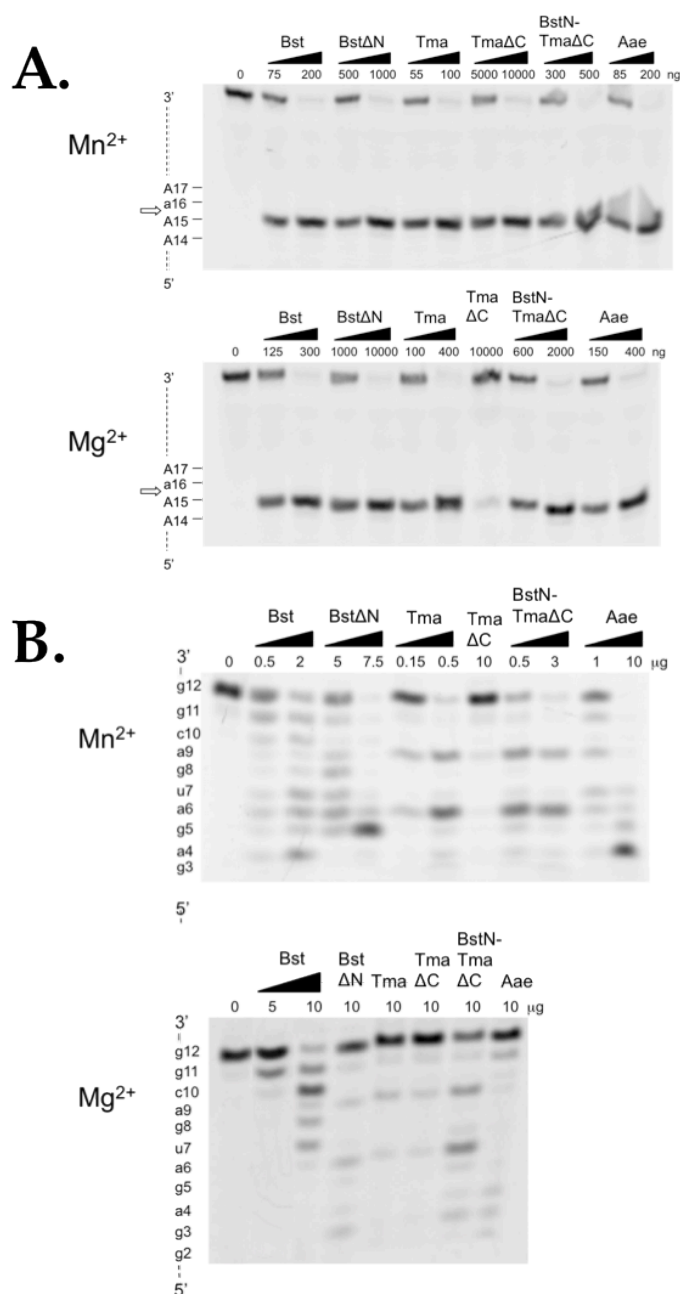 A.
Mn2+
BstN-
Bst BstΔN Tma TmaΔC TmaΔC Aae
0 75 200 500 1000 55 100 5000 10000 300 500 85 200 ng
3'
A17
a16
⇨
A15
A14
5'
Mg2+
Tma BstN-
Bst BstΔN Tma ΔC TmaΔC Aae
0 125 300 1000 10000 100 400 10000 600 2000 150 400 ng
3'
A17
a16
⇨
A15
A14
5'
B.
Mn2+
BstN-
Tma TmaΔC
Bst BstΔN Tma ΔC Aae
0 0.5 2 5 7.5 0.15 0.5 10 0.5 3 1 10 μg
3'
g12
g11
c10
a9
g8
u7
a6
g5
a4
g3
5'
Mg2+
BstN-
Bst Bst Tma Tma
ΔN Tma ΔC ΔC Aae
0 5 10 10 10 10 10 10 μg
3'
g12
g11
c10
a9
g8
u7
a6
g5
a4
g3
g2
5'